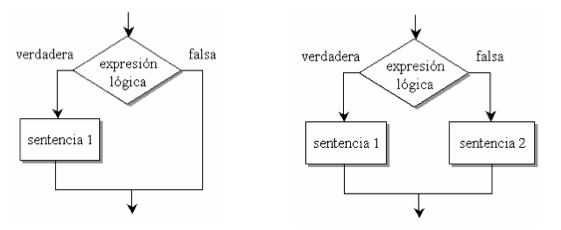 verdadera
falsa
expresión
lógica
sentencia 1
verdadera
falsa
expresión
lógica
sentencia 1
sentencia 2